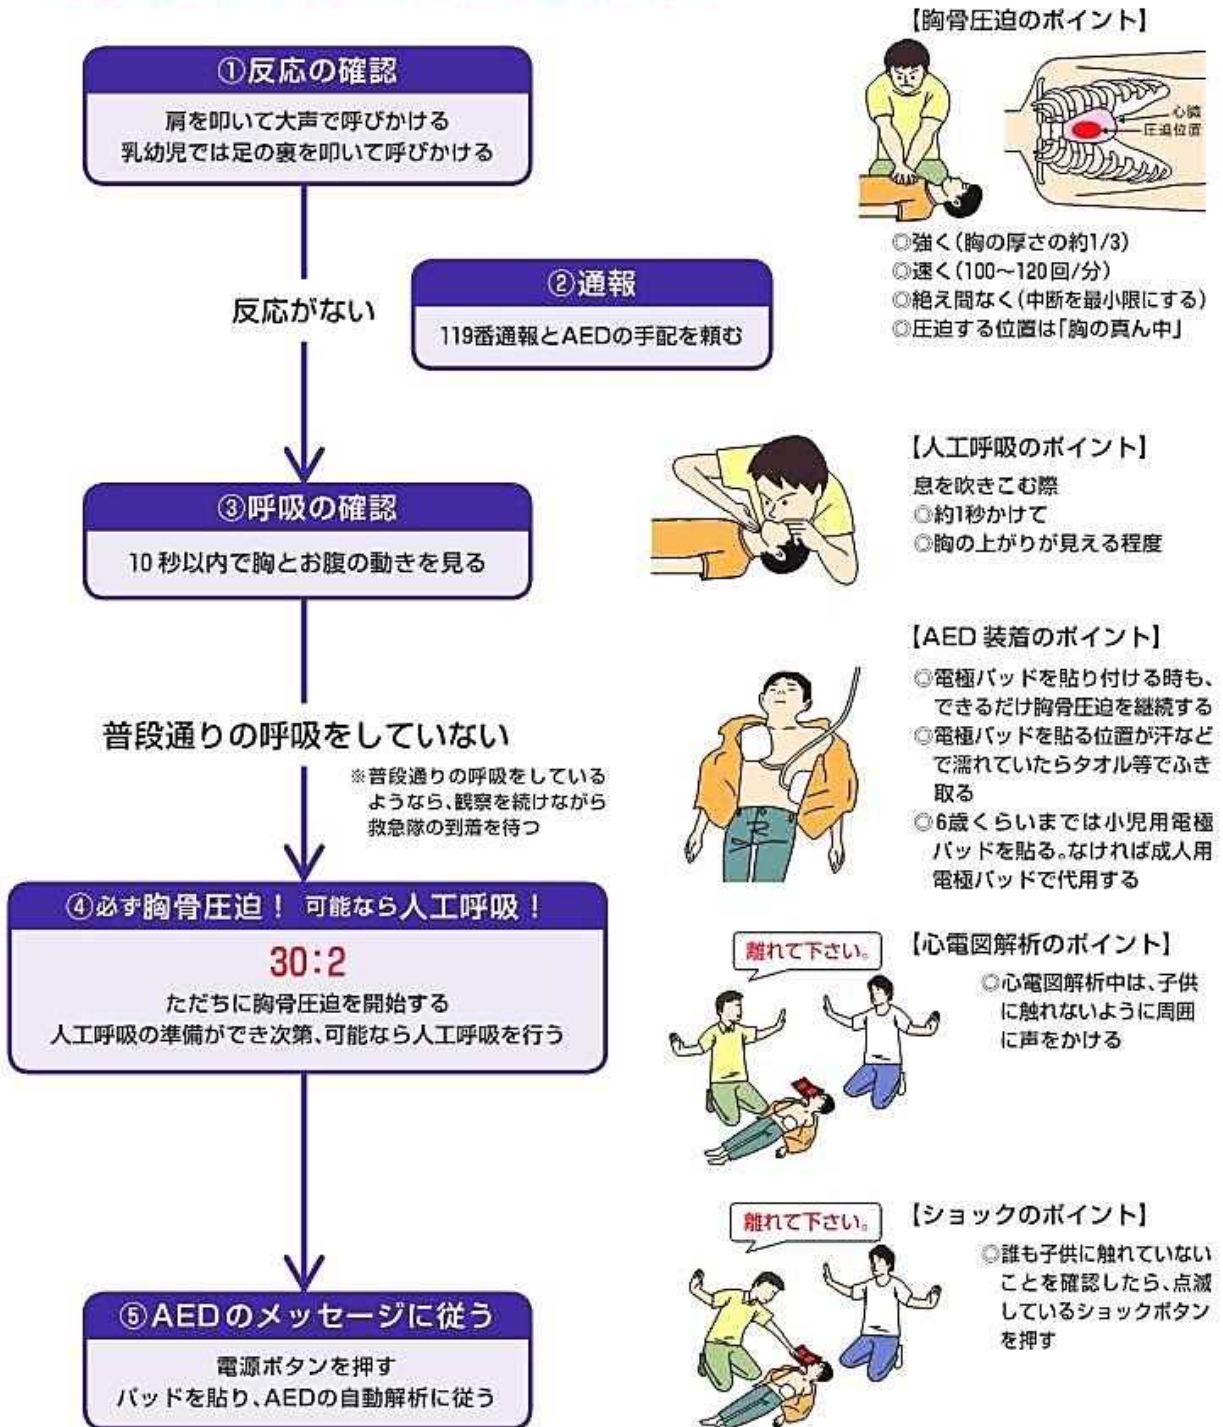 ①反応の確認
肩を叩いて大声で呼びかける
乳幼児では足の裏を叩いて呼びかける
反応がない
②通報
119番通報とAEDの手配を頼む
③呼吸の確認
10秒以内で胸とお腹の動きを見る
普段通りの呼吸をしていない
※普段通りの呼吸をしている
ようなら、観察を続けながら
救急隊の到着を待つ
④必ず胸骨圧迫！ 可能なら人工呼吸！
30：2
ただちに胸骨圧迫を開始する
人工呼吸の準備ができ次第、可能なら人工呼吸を行う
⑤AEDのメッセージに従う
電源ボタンを押す
パッドを貼り、AEDの自動解析に従う
【胸骨圧迫のポイント】
心臓
圧迫位置
◎強く（胸の厚さの約1/3）
◎速く（100～120回/分）
◎絶え間なく（中断を最小限にする）
◎圧迫する位置は「胸の真ん中」
【人工呼吸のポイント】
息を吹きこむ際
◎約1秒かけて
◎胸の上がりが見える程度
【AED 装着のポイント】
◎電極パッドを貼り付ける時も、
できるだけ胸骨圧迫を継続する
◎電極パッドを貼る位置が汗など
で濡れていたらタオル等でふき
取る
◎6歳くらいまでは小児用電極
パッドを貼る。なければ成人用
電極パッドで代用する
離れて下さい。
【心電図解析のポイント】
◎心電図解析中は、子供
に触れないように周囲
に声をかける
離れて下さい。
【ショックのポイント】
◎誰も子供に触れていない
ことを確認したら、点滅
しているショックボタン
を押す